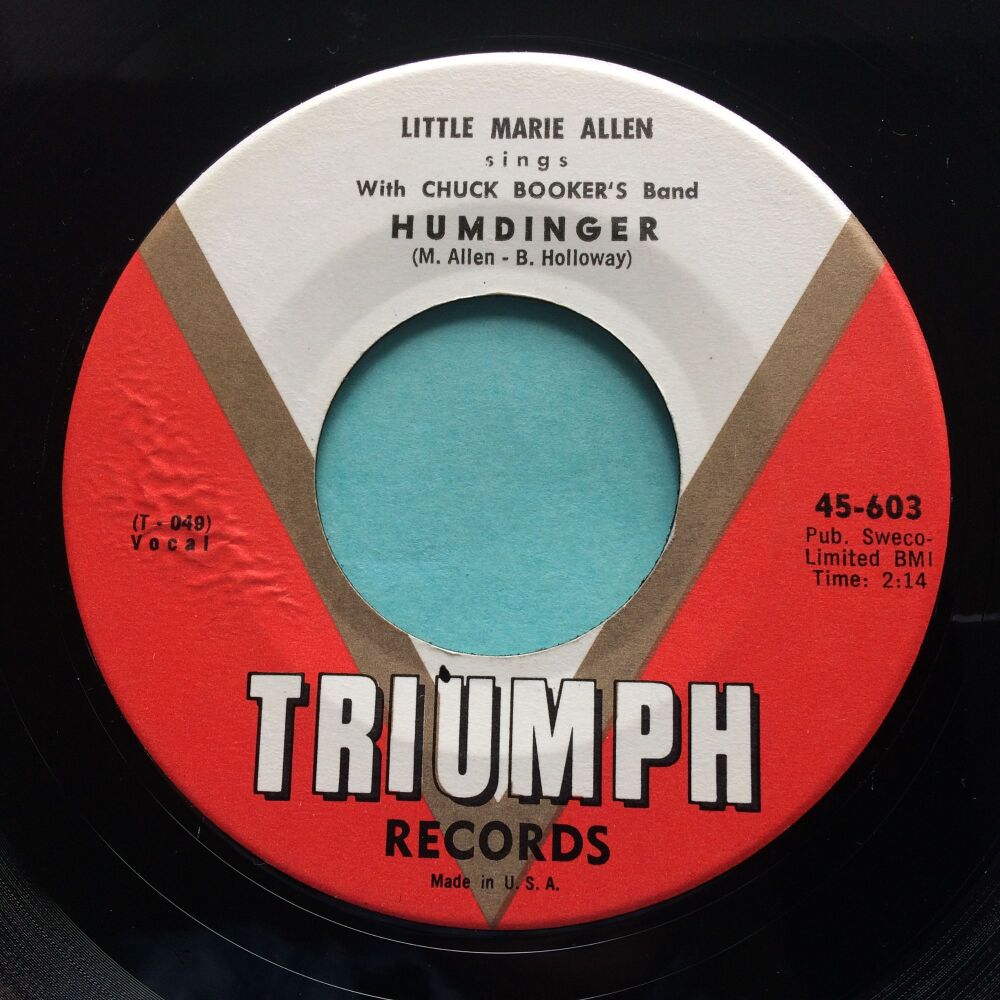 LITTLE MARIE ALLEN
sings
With CHUCK BOOKER'S Band
HUMDINGER
(M. Allen - B. Holloway)
(T - 049)
Vocal
45-603
Pub. Sweco-
Limited BMI
Time: 2:14
TRIUMPH
RECORDS
Made in U.S.A.